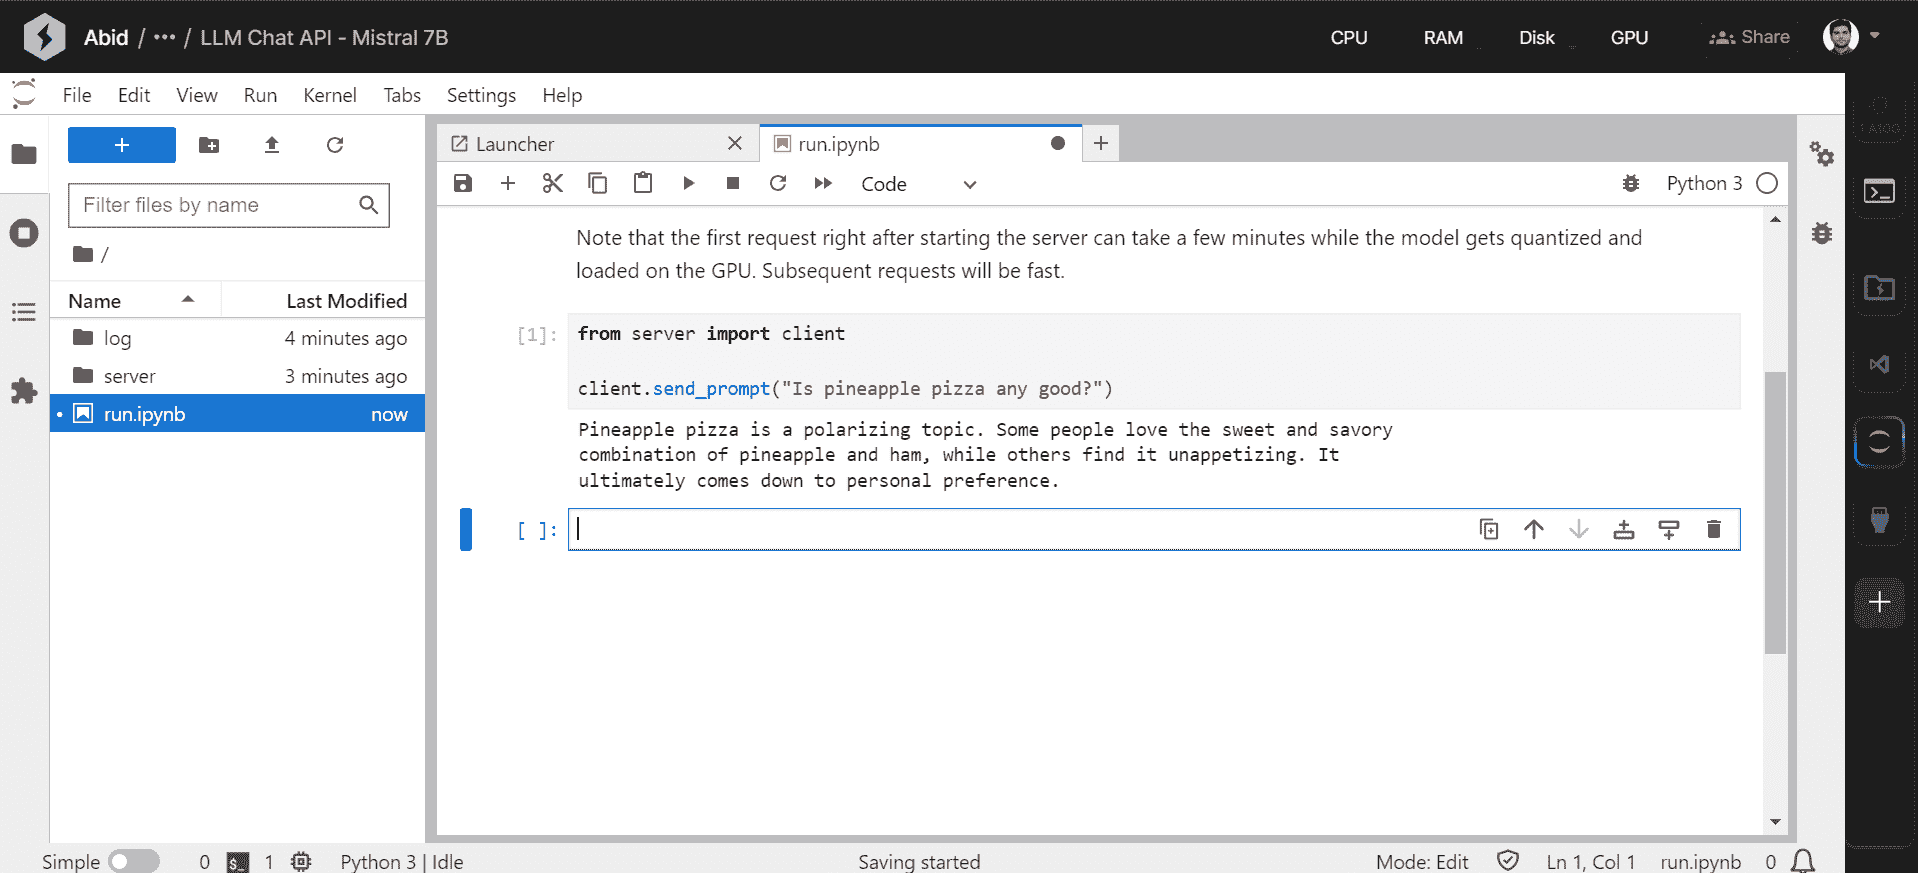 Abid / ··· / LLM Chat API - Mistral 7B
CPU RAM Disk GPU Share
File Edit View Run Kernel Tabs Settings Help
1 A100
Launcher
run.ipynb
Code
Python 3
Filter files by name
/
Name Last Modified
log 4 minutes ago
server 3 minutes ago
run.ipynb now
Note that the first request right after starting the server can take a few minutes while the model gets quantized and
loaded on the GPU. Subsequent requests will be fast.
[1]: from server import client
client.send_prompt("Is pineapple pizza any good?")
Pineapple pizza is a polarizing topic. Some people love the sweet and savory
combination of pineapple and ham, while others find it unappetizing. It
ultimately comes down to personal preference.
[ ]:
Simple 0 $_ 1 Python 3 | Idle Saving started Mode: Edit Ln 1, Col 1 run.ipynb 0